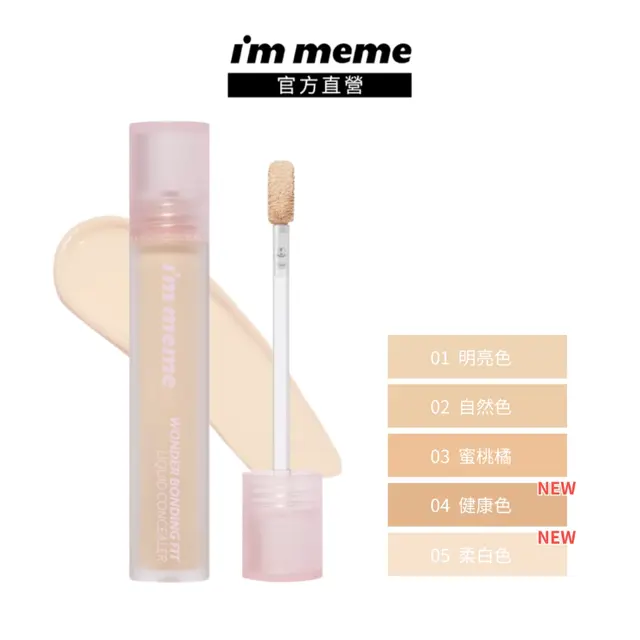 i'm meme
官方直營
i'm meme
WONDER BONDING FIT
LIQUID CONCEALER
01 明亮色
02 自然色
03 蜜桃橘
NEW
04 健康色
NEW
05 柔白色